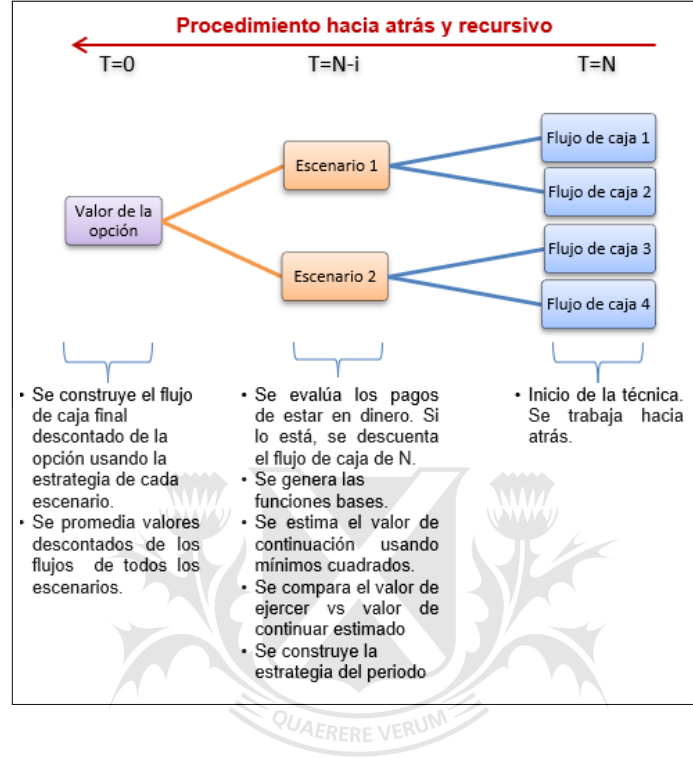 Procedimiento hacia atrás y recursivo
T=0
T=N-i
T=N
Valor de la
opción
Escenario 1
Escenario 2
Flujo de caja 1
Flujo de caja 2
Flujo de caja 3
Flujo de caja 4
• Se construye el flujo
de caja final
descontado de la
opción usando la
estrategia de cada
escenario.
• Se promedia valores
descontados de los
flujos de todos los
escenarios.
• Se evalúa los pagos
de estar en dinero. Si
lo está, se descuenta
el flujo de caja de N.
• Se genera las
funciones bases.
• Se estima el valor de
continuación usando
mínimos cuadrados.
• Se compara el valor de
ejercer vs valor de
continuar estimado
• Se construye la
estrategia del periodo
• Inicio de la técnica.
Se trabaja hacia
atrás.
QUAERERE VERUM